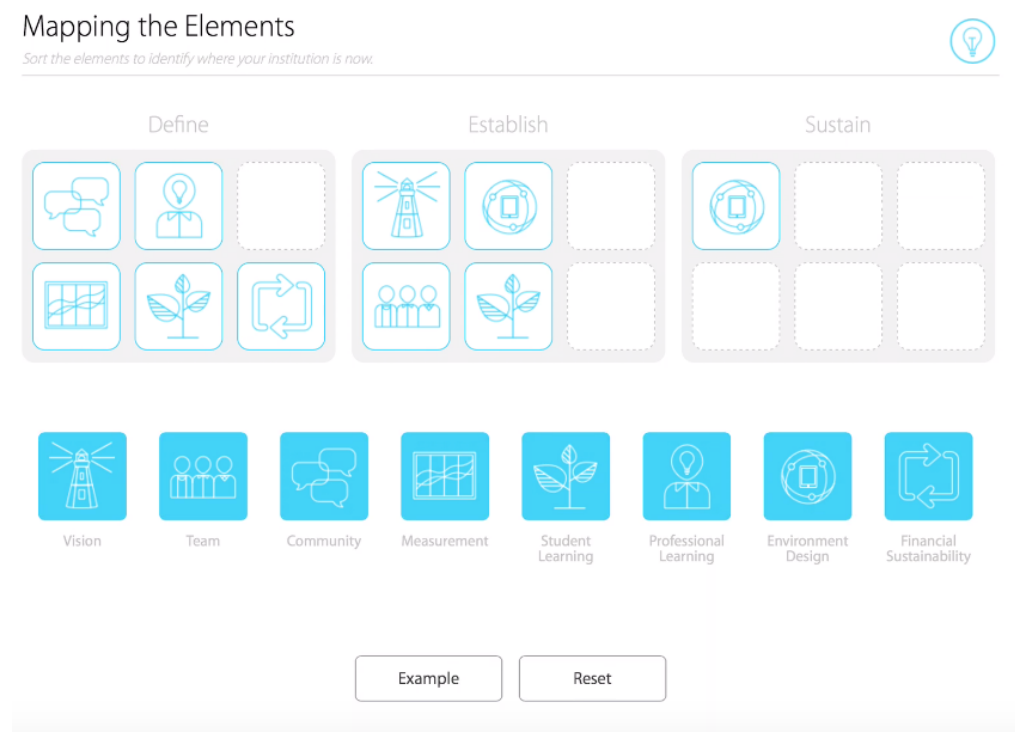 Mapping the Elements
Sort the elements to identify where your institution is now.
Define
Establish
Sustain
Vision
Team
Community
Measurement
Student
Learning
Professional
Learning
Environment
Design
Financial
Sustainability
Example
Reset